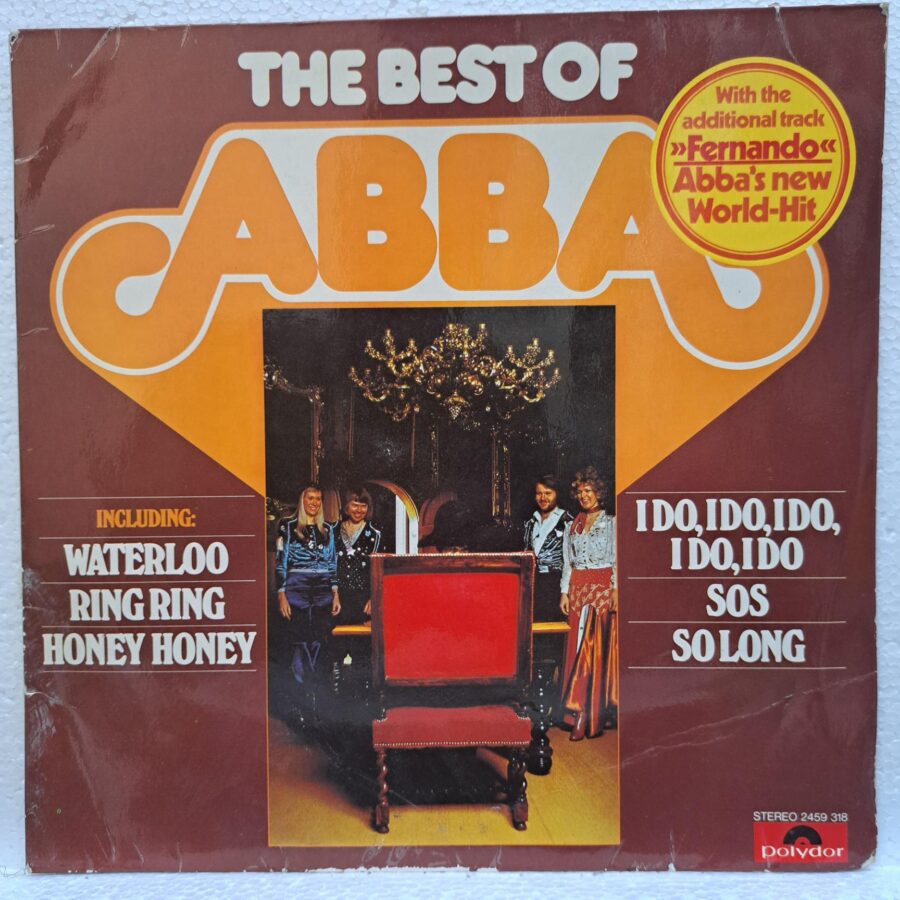 THE BEST OF
ABBA
With the
additional track
»Fernando«
Abba's new
World-Hit
INCLUDING:
WATERLOO
RING RING
HONEY HONEY
I DO, I DO, I DO,
I DO, I DO
SOS
SO LONG
STEREO 2459 318
polydor